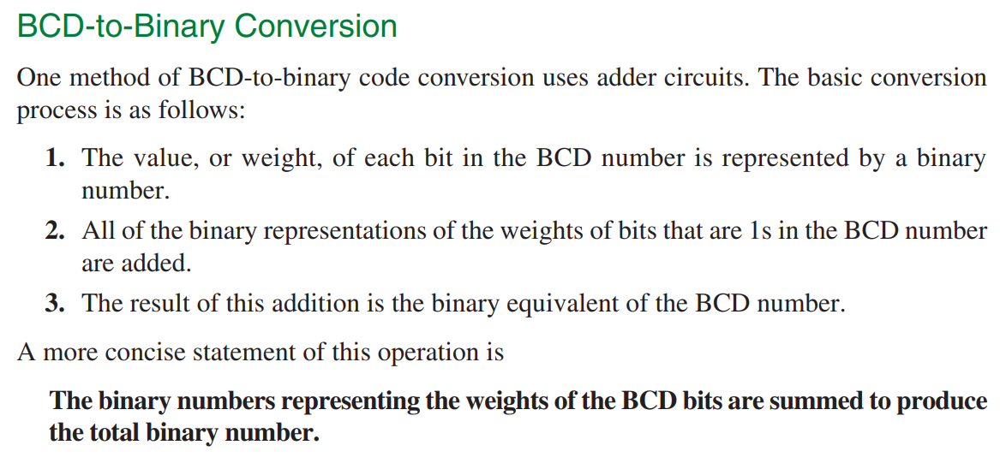 BCD-to-Binary Conversion
One method of BCD-to-binary code conversion uses adder circuits. The basic conversion
process is as follows:
1. The value, or weight, of each bit in the BCD number is represented by a binary
number.
2. All of the binary representations of the weights of bits that are 1s in the BCD number
are added.
3. The result of this addition is the binary equivalent of the BCD number.
A more concise statement of this operation is
The binary numbers representing the weights of the BCD bits are summed to produce
the total binary number.